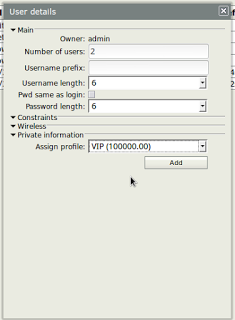 User details
Main
Owner: admin
Number of users: 2
Username prefix:
Username length: 6
Pwd same as login:
Password length: 6
Constraints
Wireless
Private information
Assign profile: VIP (100000.00)
Add